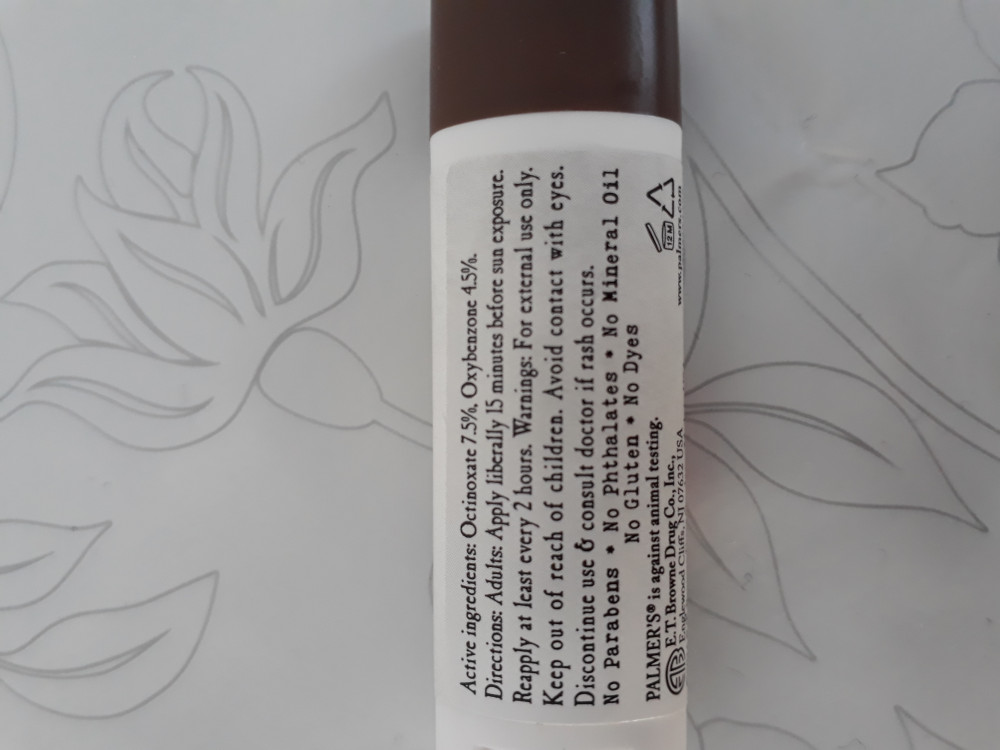 Active ingredients: Octinoxate 7.5%, Oxybenzone 4.5%.
Directions: Adults: Apply liberally 15 minutes before sun exposure.
Reapply at least every 2 hours. Warnings: For external use only.
Keep out of reach of children. Avoid contact with eyes.
Discontinue use & consult doctor if rash occurs.
No Parabens • No Phthalates • No Mineral Oil
No Gluten • No Dyes
PALMER'S® is against animal testing.
E.T. Browne Drug Co., Inc.,
Englewood Cliffs, NJ 07632 USA
www.palmers.com
12 M